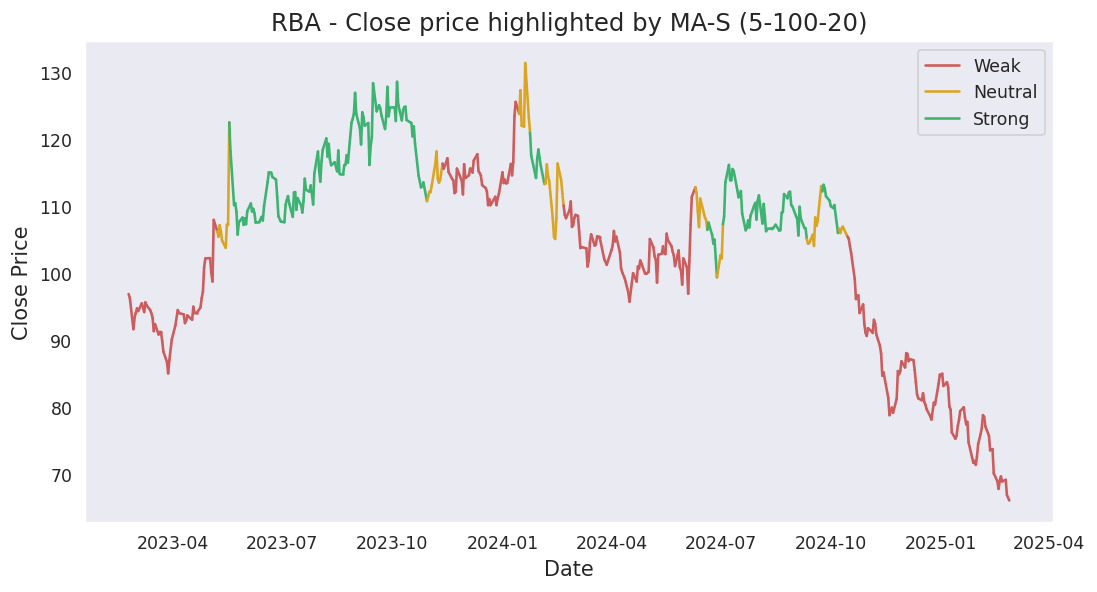 RBA - Close price highlighted by MA-S (5-100-20)
Weak
Neutral
Strong
Close Price
130
120
110
100
90
80
70
2023-04
2023-07
2023-10
2024-01
2024-04
2024-07
2024-10
2025-01
2025-04
Date